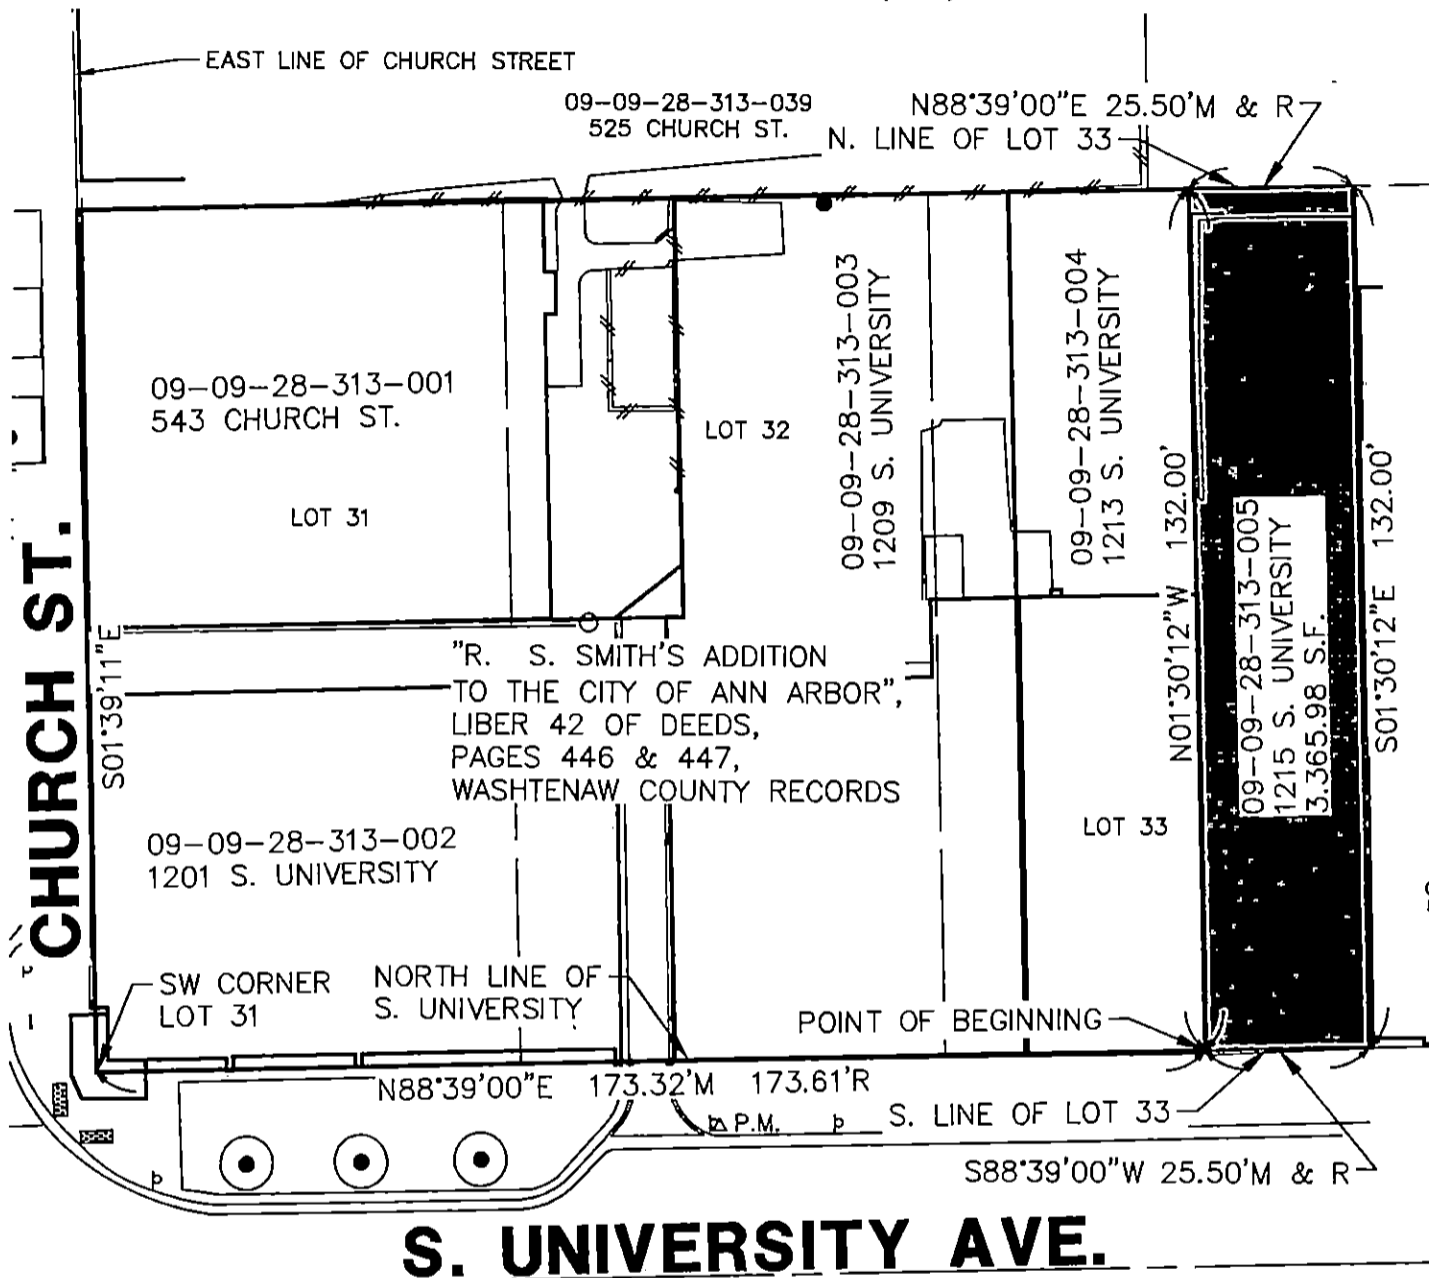 EAST LINE OF CHURCH STREET
09-09-28-313-039
525 CHURCH ST.
N88°39'00"E 25.50'M & R
N. LINE OF LOT 33
09-09-28-313-001
543 CHURCH ST.
LOT 31
LOT 32
09-09-28-313-003
1209 S. UNIVERSITY
09-09-28-313-004
1213 S. UNIVERSITY
N01°30'12"W 132.00'
09-09-28-313-005
1215 S. UNIVERSITY
3,365.98 S.F.
S01°30'12"E 132.00'
CHURCH ST.
S01°39'11"E
"R. S. SMITH'S ADDITION
TO THE CITY OF ANN ARBOR",
LIBER 42 OF DEEDS,
PAGES 446 & 447,
WASHTENAW COUNTY RECORDS
LOT 33
09-09-28-313-002
1201 S. UNIVERSITY
SW CORNER
LOT 31
NORTH LINE OF
S. UNIVERSITY
POINT OF BEGINNING
N88°39'00"E 173.32'M 173.61'R
P.M.
S. LINE OF LOT 33
S88°39'00"W 25.50'M & R
S. UNIVERSITY AVE.